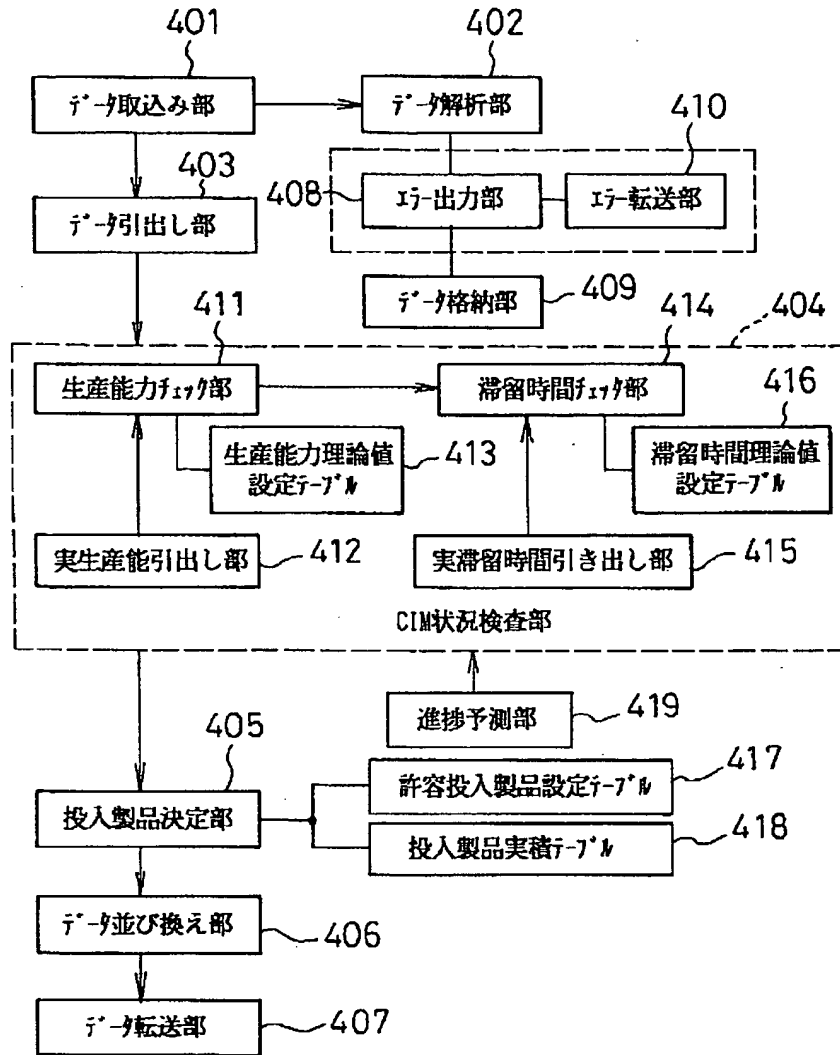 401
402
データ取込み部
データ解析部
410
403
408
エラー出力部
エラー転送部
データ引出し部
データ格納部
409
411
414
404
生産能力チェック部
滞留時間チェック部
416
生産能力理論値
設定テーブル
413
滞留時間理論値
設定テーブル
実生産能引出し部
412
実滞留時間引き出し部
415
CIM状況検査部
進捗予測部
419
405
許容投入製品設定テーブル
417
投入製品決定部
投入製品実積テーブル
418
データ並び換え部
406
データ転送部
407